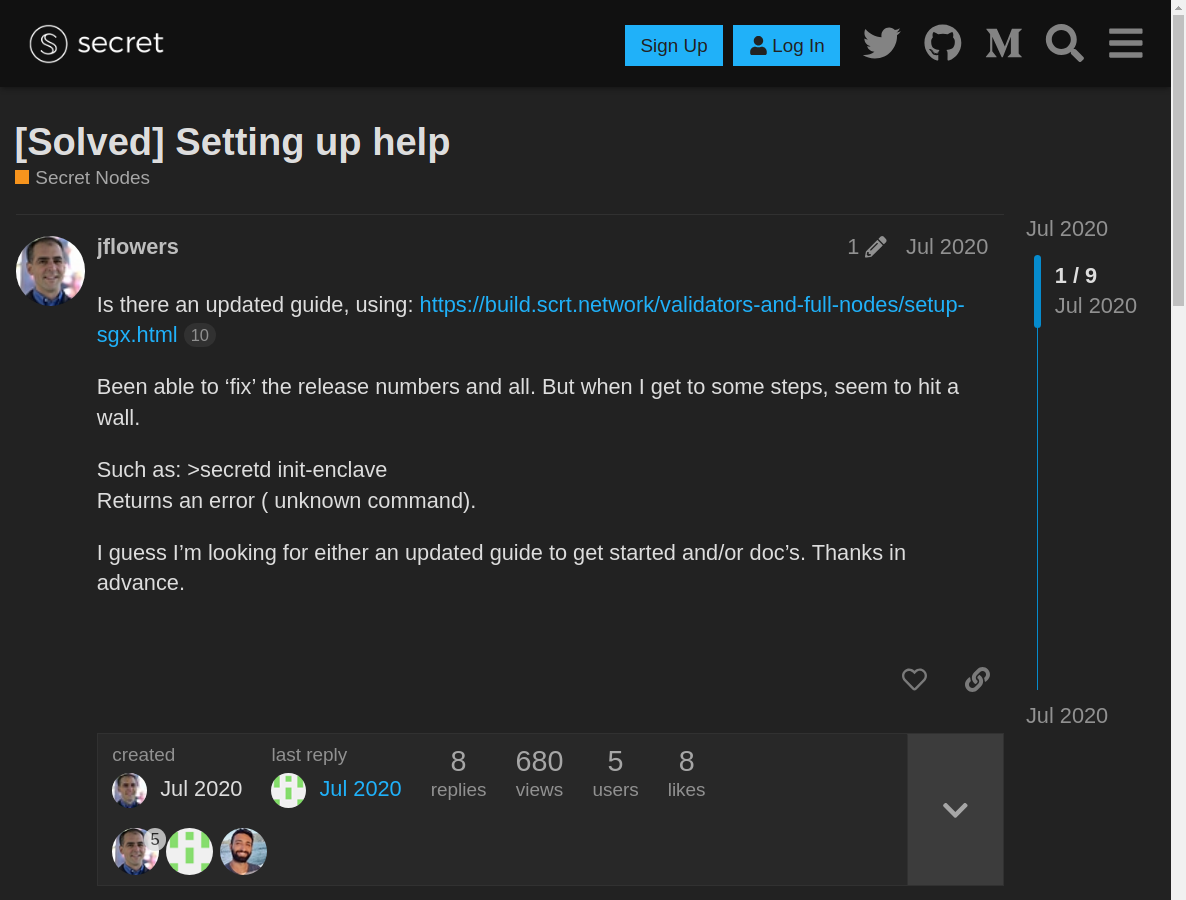 secret
Sign Up
Log In
[Solved] Setting up help
Secret Nodes
jflowers
1
Jul 2020
Is there an updated guide, using: https://build.scrt.network/validators-and-full-nodes/setup-
sgx.html 10
Been able to ‘fix’ the release numbers and all. But when I get to some steps, seem to hit a
wall.
Such as: >secretd init-enclave
Returns an error ( unknown command).
I guess I’m looking for either an updated guide to get started and/or doc’s. Thanks in
advance.
Jul 2020
1 / 9
Jul 2020
Jul 2020
created
Jul 2020
last reply
Jul 2020
8
replies
680
views
5
users
8
likes
5